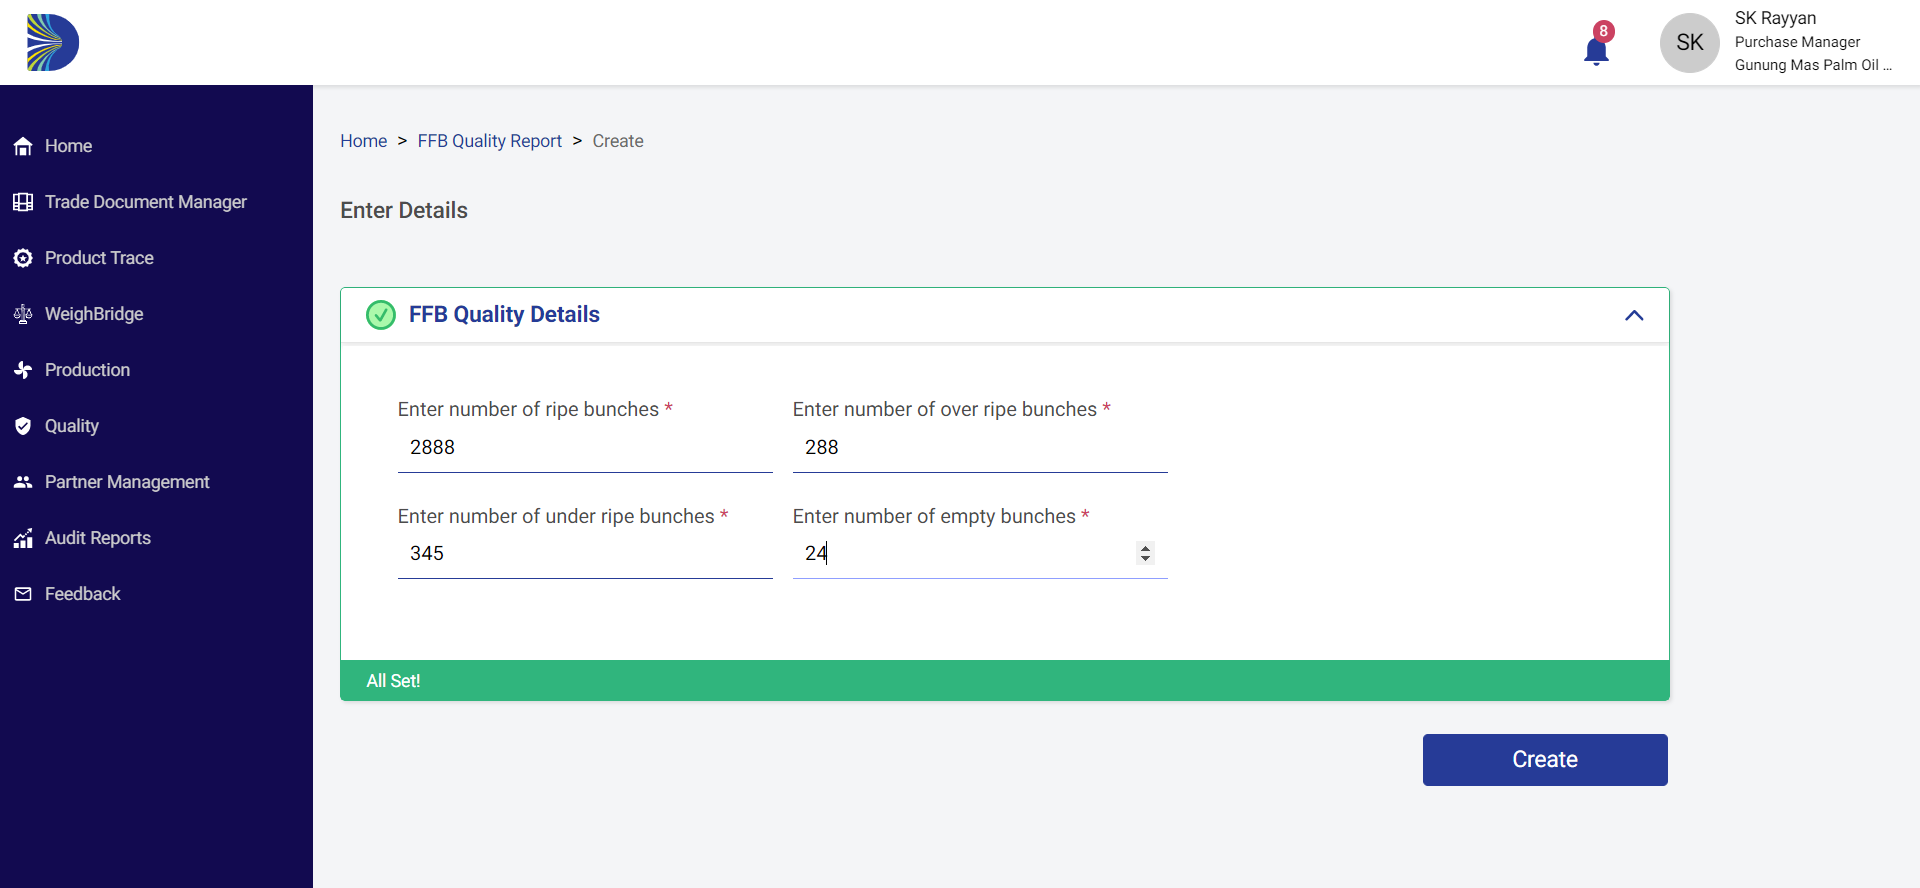 8
SK
SK Rayyan
Purchase Manager
Gunung Mas Palm Oil ...
Home
Trade Document Manager
Product Trace
WeighBridge
Production
Quality
Partner Management
Audit Reports
Feedback
Home > FFB Quality Report > Create
Enter Details
FFB Quality Details
Enter number of ripe bunches * Enter number of over ripe bunches *
2888 288
Enter number of under ripe bunches * Enter number of empty bunches *
345 24
All Set!
Create